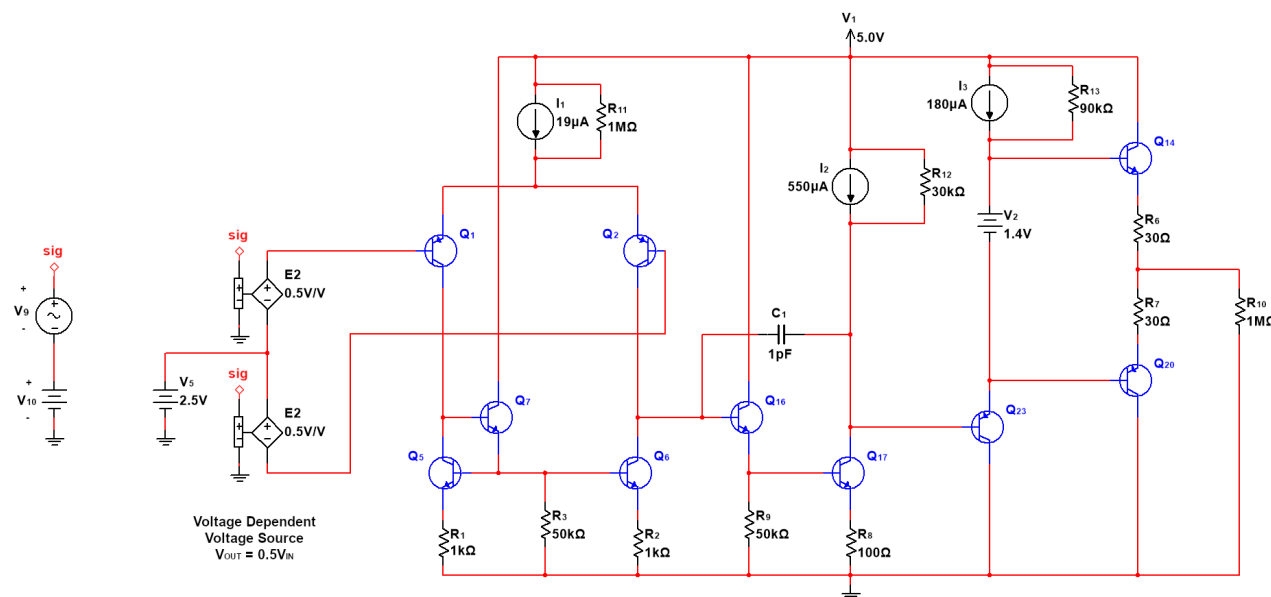 V1
5.0V
I1
19μA
R11
1MΩ
I3
180μA
R13
90kΩ
Q14
I2
550μA
R12
30kΩ
V2
1.4V
R6
30Ω
sig
sig
Q1
Q2
+
V9
+
-
-
+
-
E2
0.5V/V
C1
1pF
R7
30Ω
R10
1MΩ
+
V10
-
V5
2.5V
sig
+
-
+
-
E2
0.5V/V
Q7
Q16
Q20
Q23
Q5
Q6
Q17
R1
1kΩ
R3
50kΩ
R2
1kΩ
R9
50kΩ
R8
100Ω
Voltage Dependent
Voltage Source
VOUT = 0.5VIN